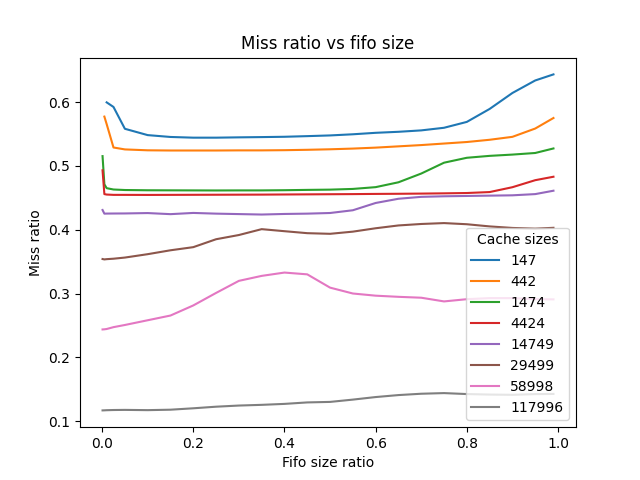 Miss ratio vs fifo size
Miss ratio
0.6
0.5
0.4
0.3
0.2
0.1
Cache sizes
147
442
1474
4424
14749
29499
58998
117996
0.0 0.2 0.4 0.6 0.8 1.0
Fifo size ratio